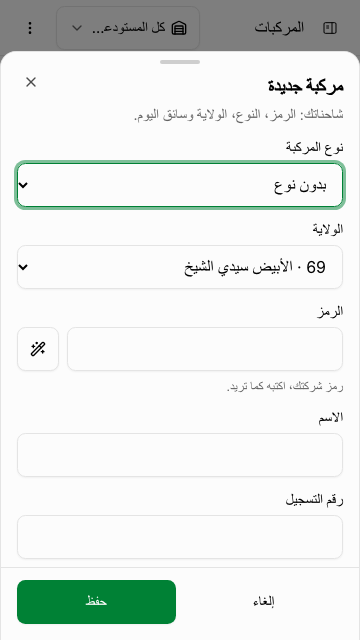 المركبات
كل المستودعـ...
مركبة جديدة
شاحناتك: الرمز، النوع، الولاية وسائق اليوم.
نوع المركبة
بدون نوع
الولاية
69 · الأبيض سيدي الشيخ
الرمز
رمز شركتك، اكتبه كما تريد.
الاسم
رقم التسجيل
إلغاء
حفظ